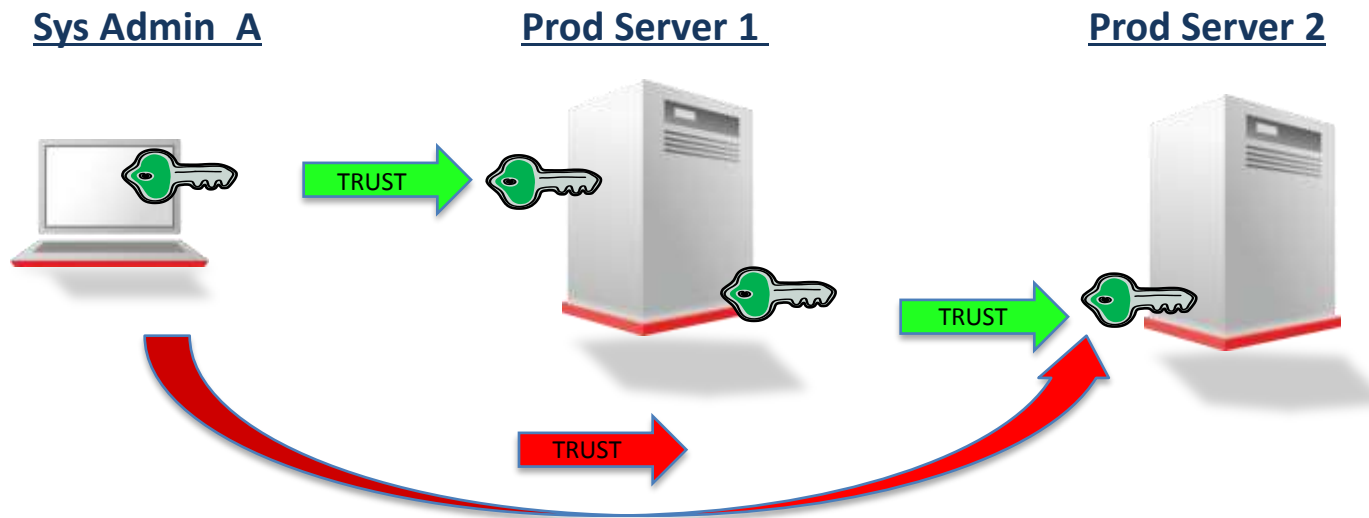 Sys Admin A
Prod Server 1
Prod Server 2
TRUST
TRUST
TRUST